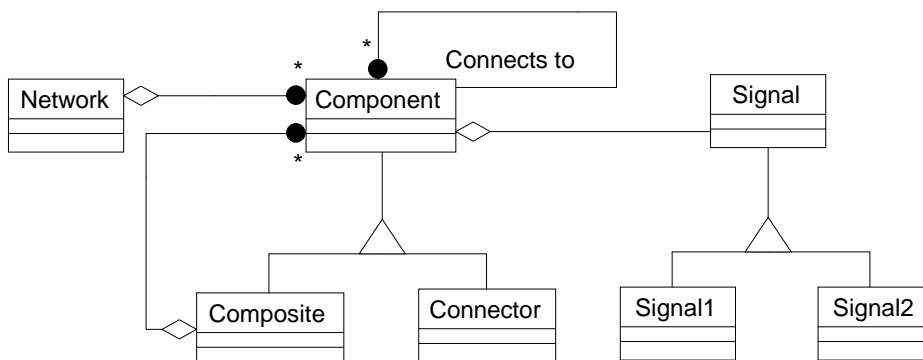 *
Connects to
*
Network
Component
Signal
*
Composite
Connector
Signal1
Signal2